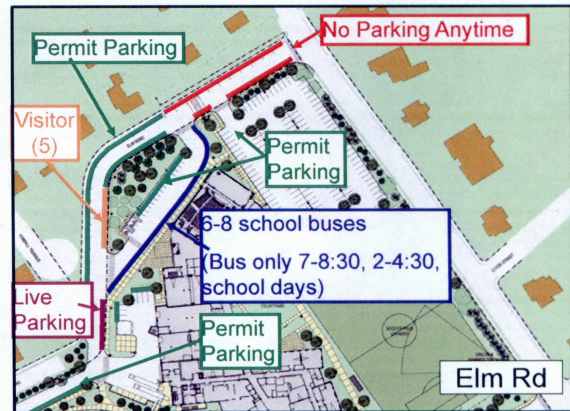 No Parking Anytime
Permit Parking
Visitor
(5)
Permit
Parking
6-8 school buses
(Bus only 7-8:30, 2-4:30,
school days)
Live
Parking
Permit
Parking
Elm Rd